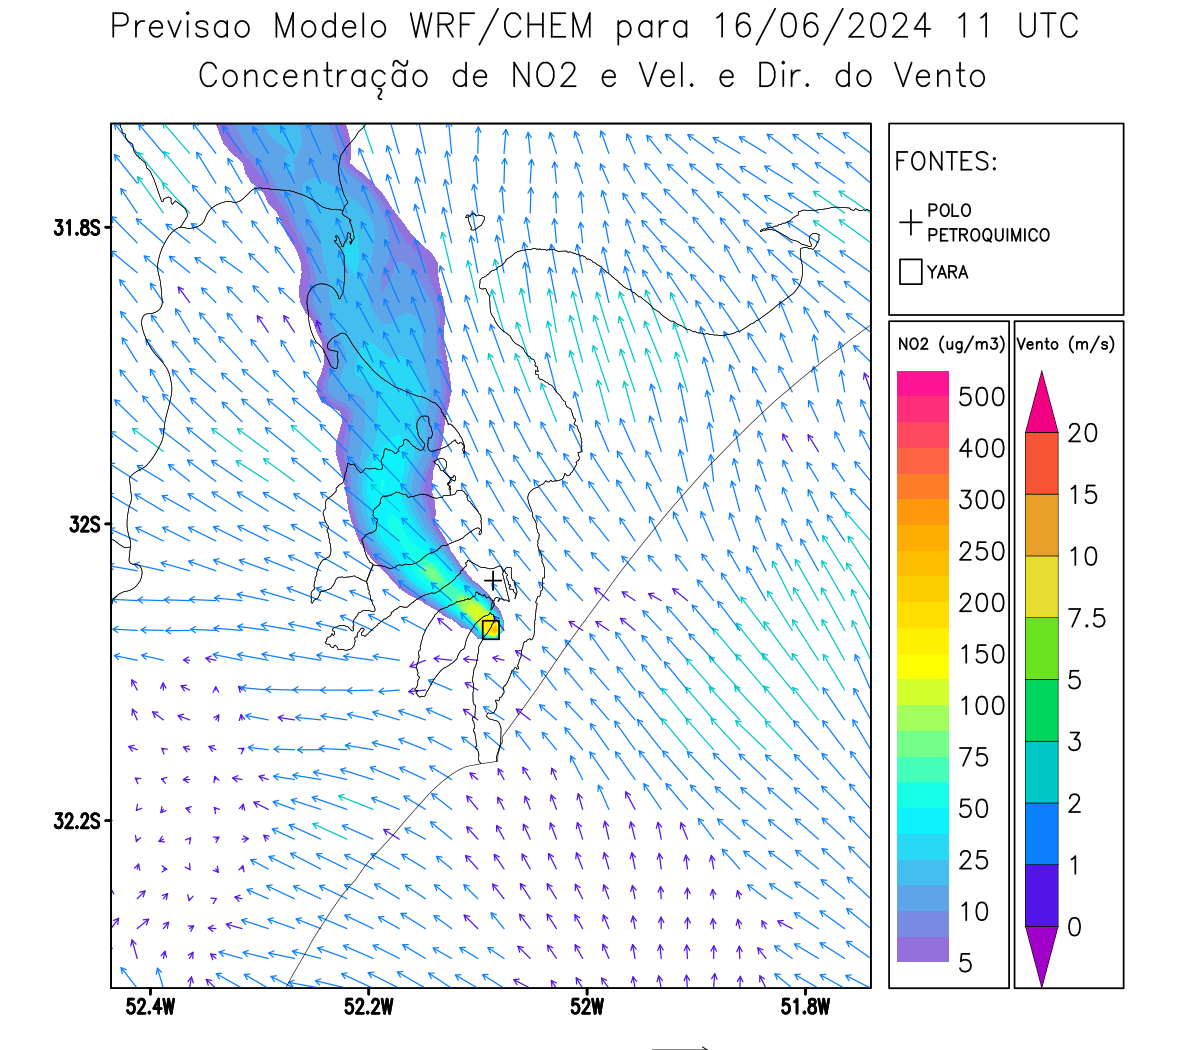 Previsao Modelo WRF/CHEM para 16/06/2024 11 UTC
Concentração de NO2 e Vel. e Dir. do Vento
FONTES:
POLO
PETROQUIMICO
YARA
NO2 (ug/m3)
500
400
300
250
200
150
100
75
50
25
10
5
Vento (m/s)
20
15
10
7.5
5
3
2
1
0
31.8S
32S
32.2S
52.4W 52.2W 52W 51.8W